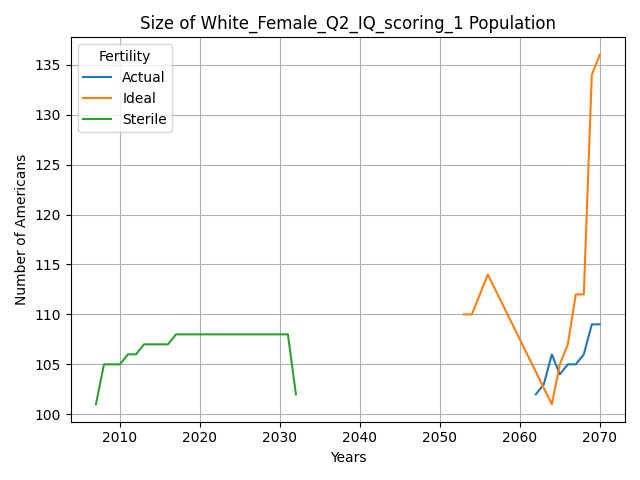 Size of White_Female_Q2_IQ_scoring_1 Population
Fertility
Actual
Ideal
Sterile
Number of Americans
135
130
125
120
115
110
105
100
2010 2020 2030 2040 2050 2060 2070
Years